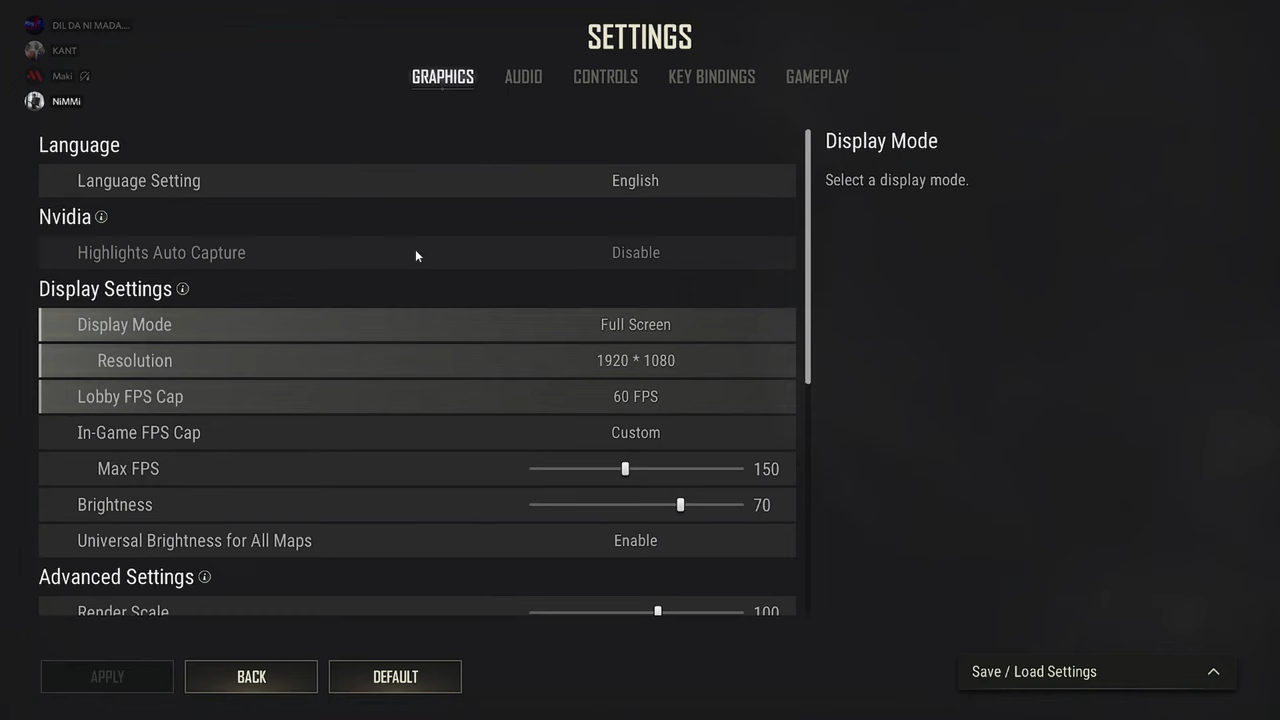 DIL DA NI MADA....
KANT
Maki
NiMMi
SETTINGS
GRAPHICS AUDIO CONTROLS KEY BINDINGS GAMEPLAY
Language
Language Setting English
Nvidia
Highlights Auto Capture Disable
Display Settings
Display Mode Full Screen
Resolution 1920 * 1080
Lobby FPS Cap 60 FPS
In-Game FPS Cap Custom
Max FPS 150
Brightness 70
Universal Brightness for All Maps Enable
Advanced Settings
Render Scale 100
Display Mode
Select a display mode.
APPLY BACK DEFAULT
Save / Load Settings